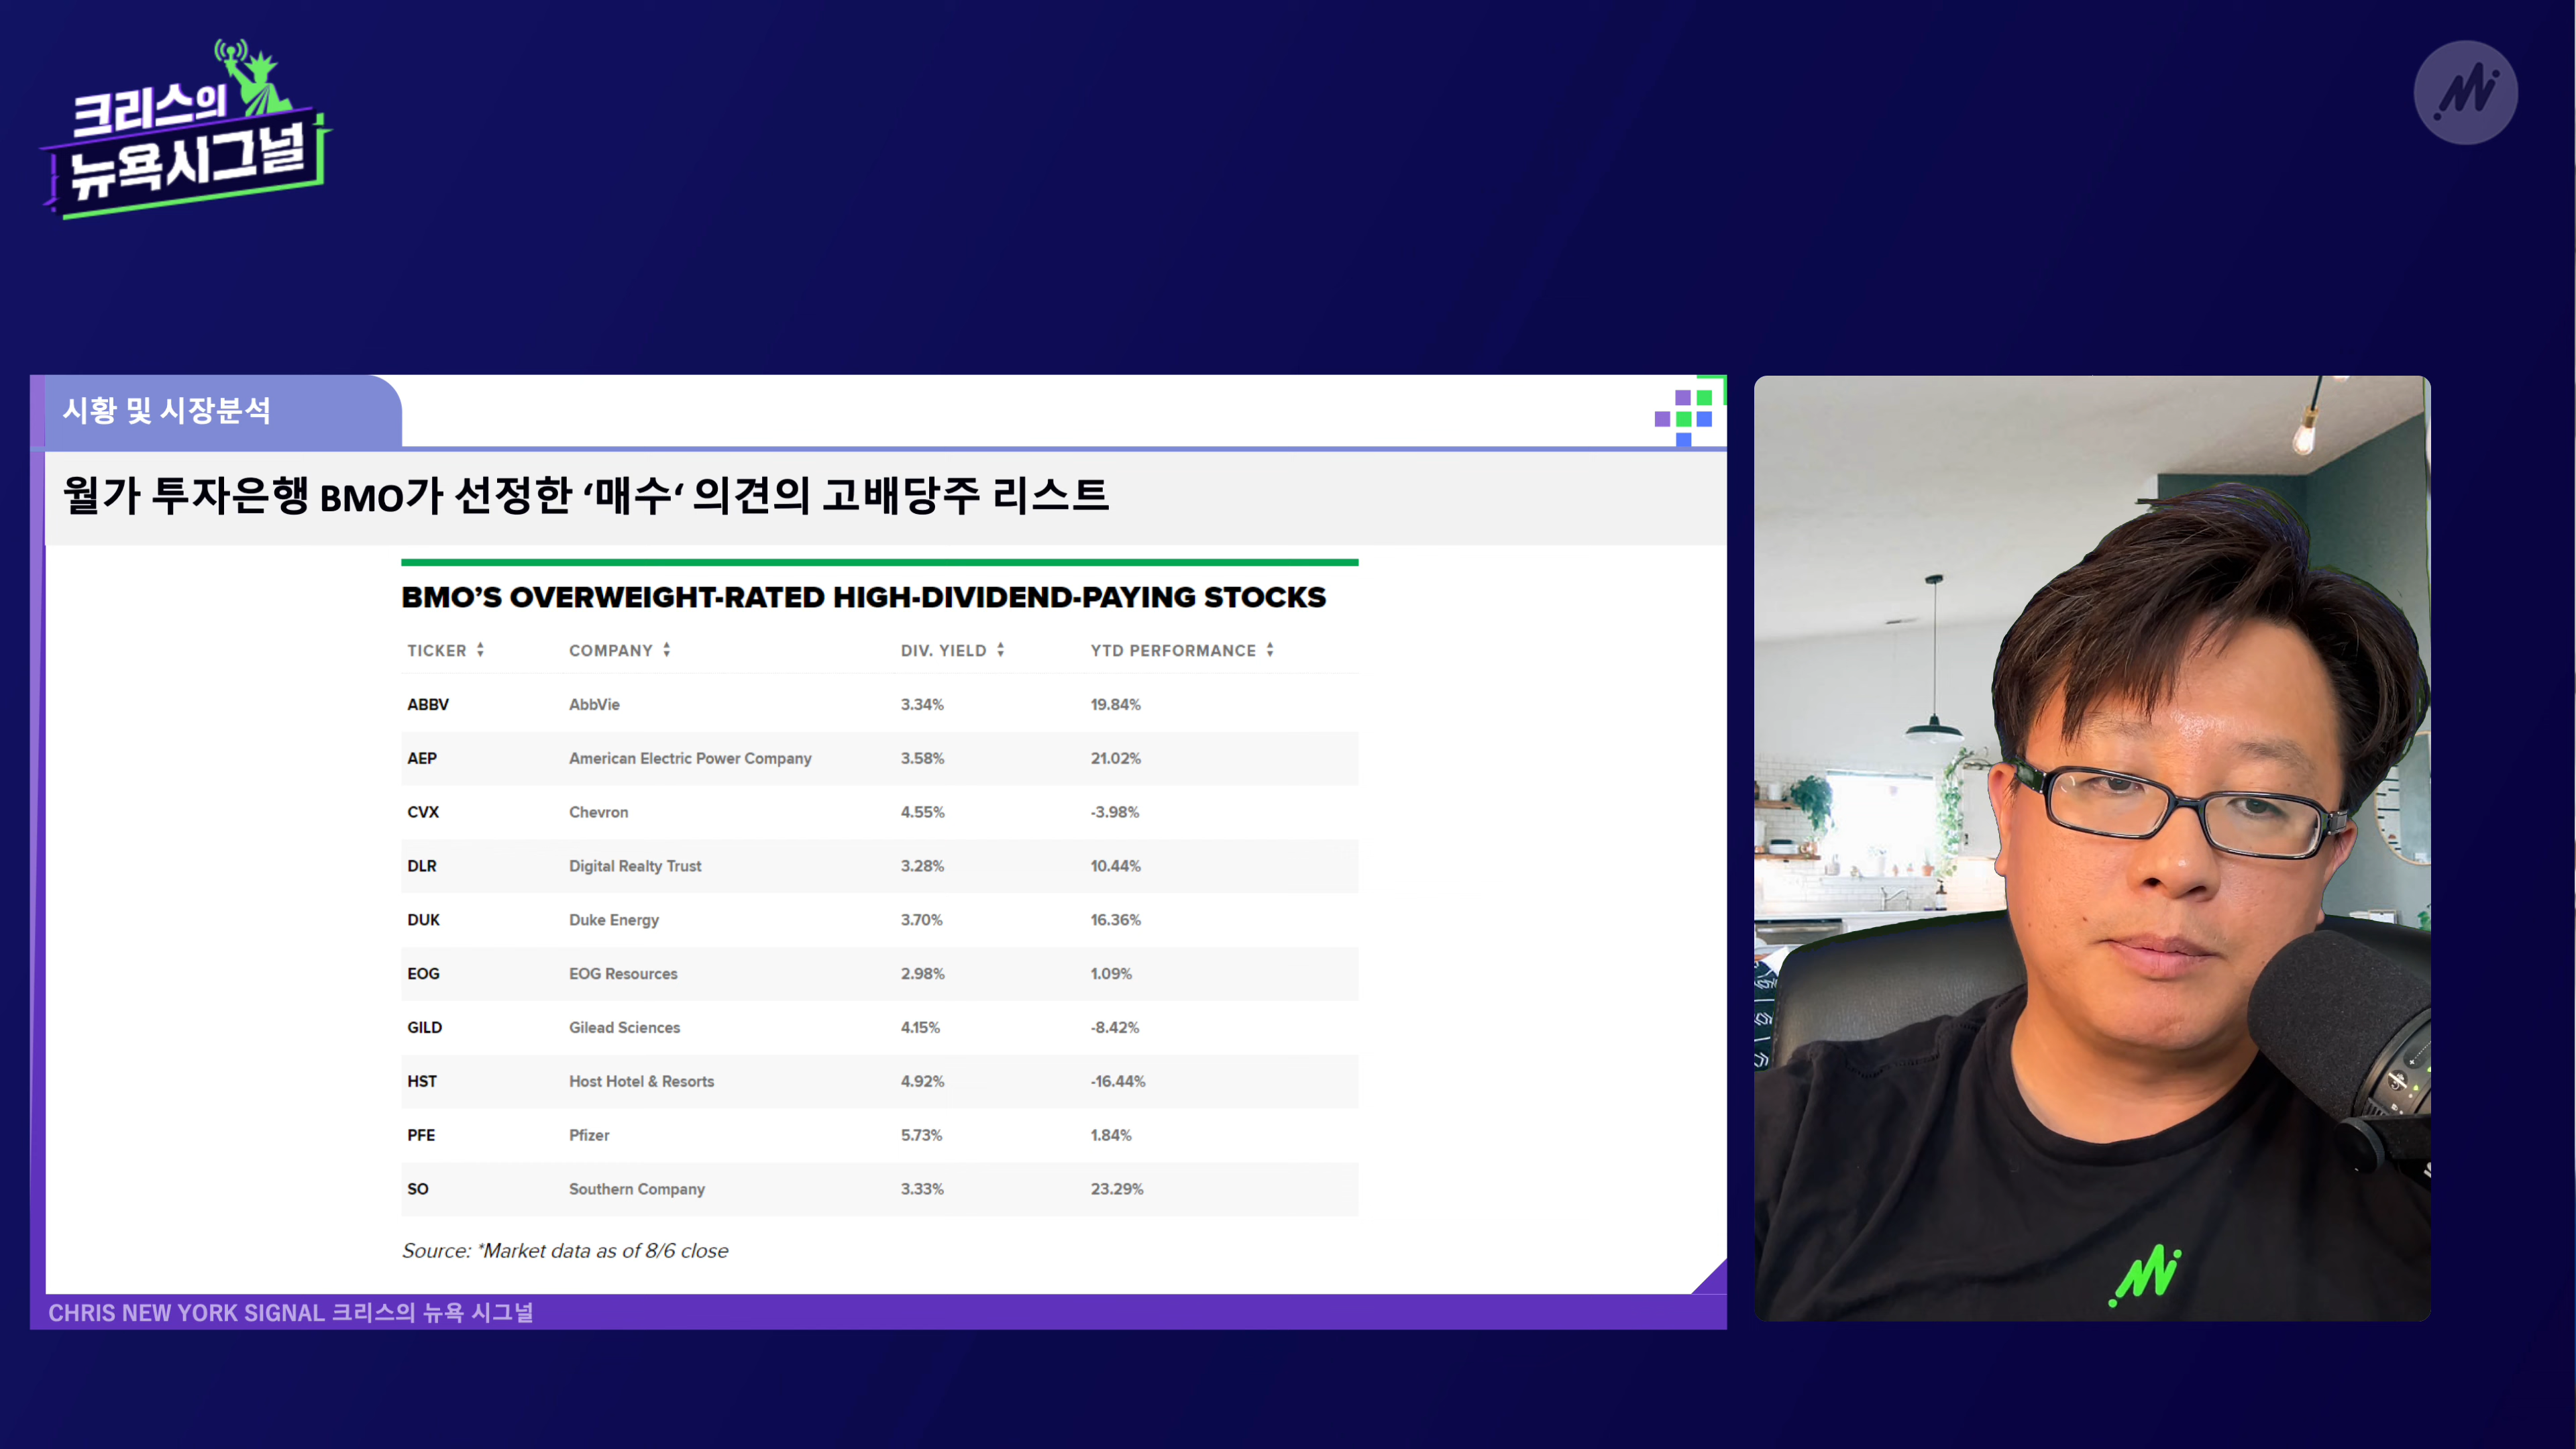 크리스의
뉴욕시그널
시황 및 시장분석
월가 투자은행 BMO가 선정한 ‘매수‘ 의견의 고배당주 리스트
BMO’S OVERWEIGHT-RATED HIGH-DIVIDEND-PAYING STOCKS
TICKER COMPANY DIV. YIELD YTD PERFORMANCE
ABBV AbbVie 3.34% 19.84%
AEP American Electric Power Company 3.58% 21.02%
CVX Chevron 4.55% -3.98%
DLR Digital Realty Trust 3.28% 10.44%
DUK Duke Energy 3.70% 16.36%
EOG EOG Resources 2.98% 1.09%
GILD Gilead Sciences 4.15% -8.42%
HST Host Hotel & Resorts 4.92% -16.44%
PFE Pfizer 5.73% 1.84%
SO Southern Company 3.33% 23.29%
Source: *Market data as of 8/6 close
CHRIS NEW YORK SIGNAL 크리스의 뉴욕 시그널